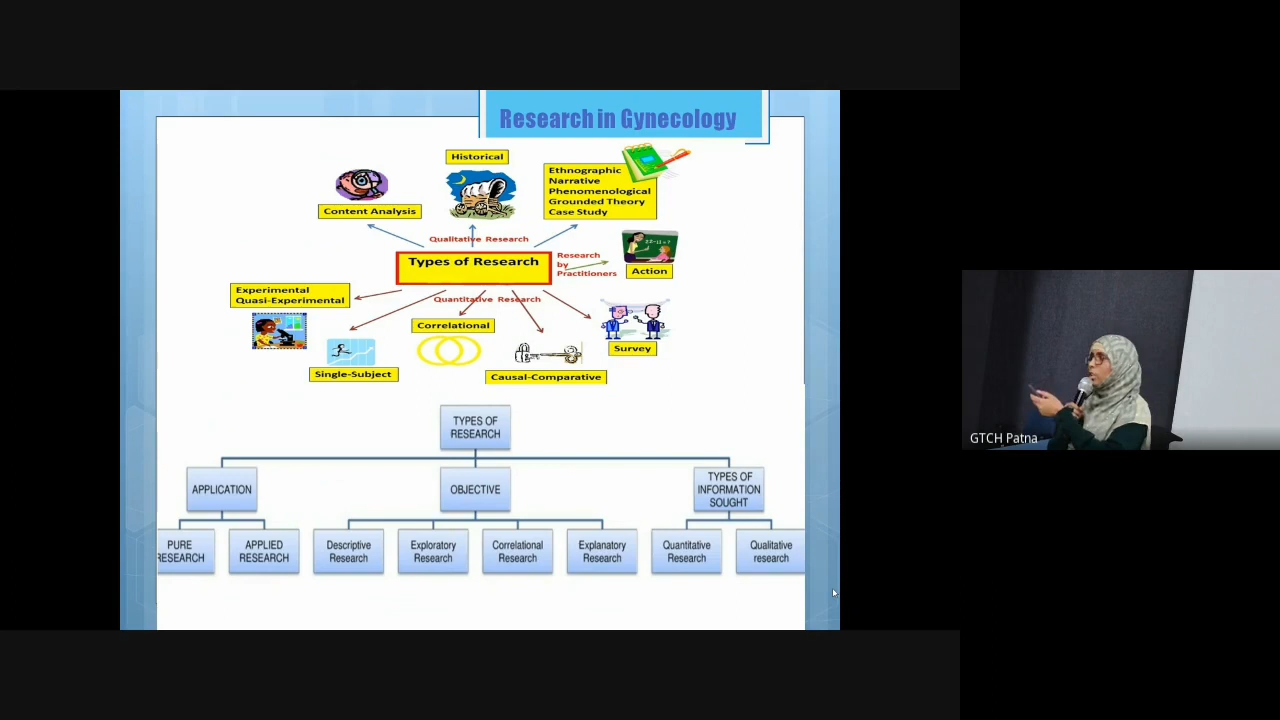 Research in Gynecology
Historical
Ethnographic
Narrative
Phenomenological
Grounded Theory
Case Study
Content Analysis
Qualitative Research
Types of Research
Research
by
Practitioners
Action
Experimental
Quasi-Experimental
Quantitative Research
Correlational
Survey
Single-Subject
Causal-Comparative
TYPES OF
RESEARCH
APPLICATION
OBJECTIVE
TYPES OF
INFORMATION
SOUGHT
PURE
RESEARCH
APPLIED
RESEARCH
Descriptive
Research
Exploratory
Research
Correlational
Research
Explanatory
Research
Quantitative
Research
Qualitative
research
GTCH Patna